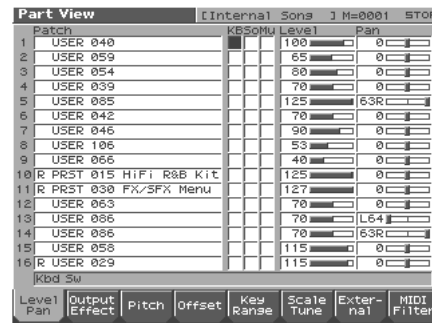 Part View [Internal Song ] M=0001 STO
Patch KBSoMu Level Pan
1 USER 040 100 0
2 USER 059 65 0
3 USER 054 80 0
4 USER 039 70 0
5 USER 085 125 63R
6 USER 042 70 0
7 USER 046 90 0
8 USER 106 53 0
9 USER 066 40 0
10 R PRST 015 HiFi R&B Kit 125 0
11 R PRST 030 FX/SFX Menu 127 0
12 USER 063 70 0
13 USER 086 70 L64
14 USER 086 70 63R
15 USER 058 115 0
16 R USER 029 115 0
Kbd Sw
Level Pan Output Effect Pitch Offset Key Range Scale Tune Exter- nal MIDI Filter